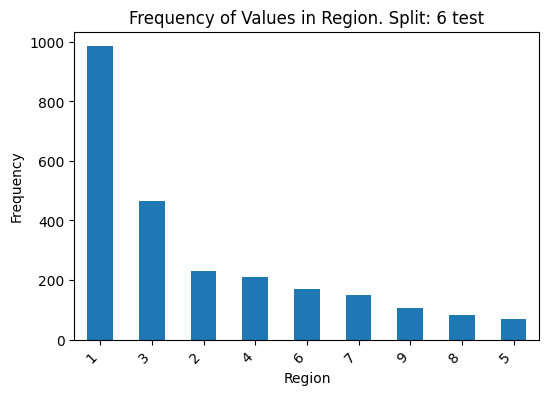 Frequency of Values in Region. Split: 6 test
1000
800
600
400
200
0
Frequency
1 3 2 4 6 7 9 8 5
Region